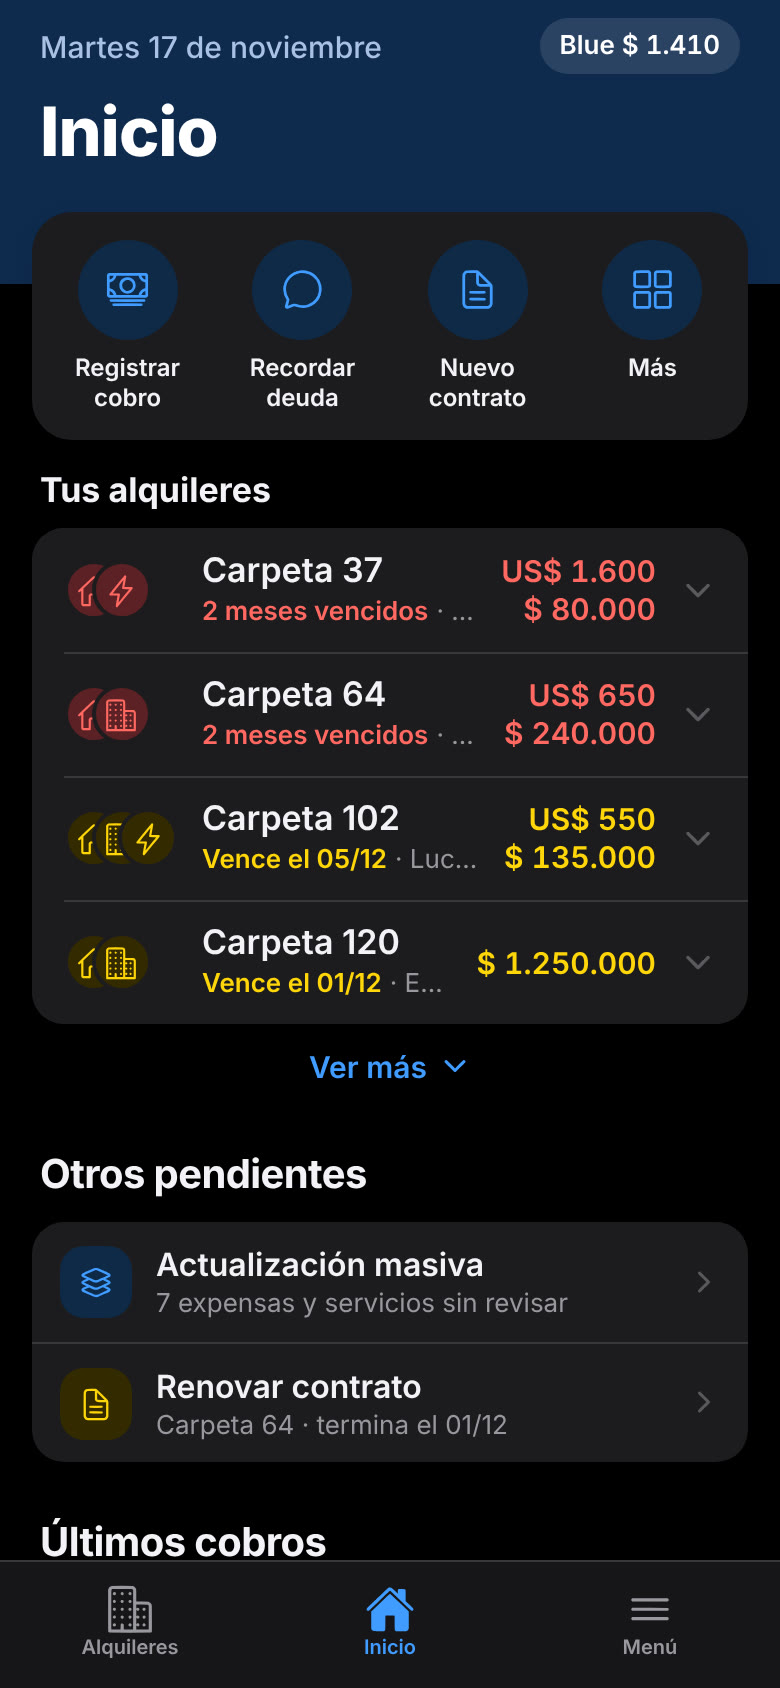 Martes 17 de noviembre
Blue $ 1.410
Inicio
Registrar
cobro
Recordar
deuda
Nuevo
contrato
Más
Tus alquileres
Carpeta 37
US$ 1.600
2 meses vencidos · ...
$ 80.000
Carpeta 64
US$ 650
2 meses vencidos · ...
$ 240.000
Carpeta 102
US$ 550
Vence el 05/12 · Luc...
$ 135.000
Carpeta 120
Vence el 01/12 · E...
$ 1.250.000
Ver más
Otros pendientes
Actualización masiva
7 expensas y servicios sin revisar
Renovar contrato
Carpeta 64 · termina el 01/12
Últimos cobros
Alquileres
Inicio
Menú